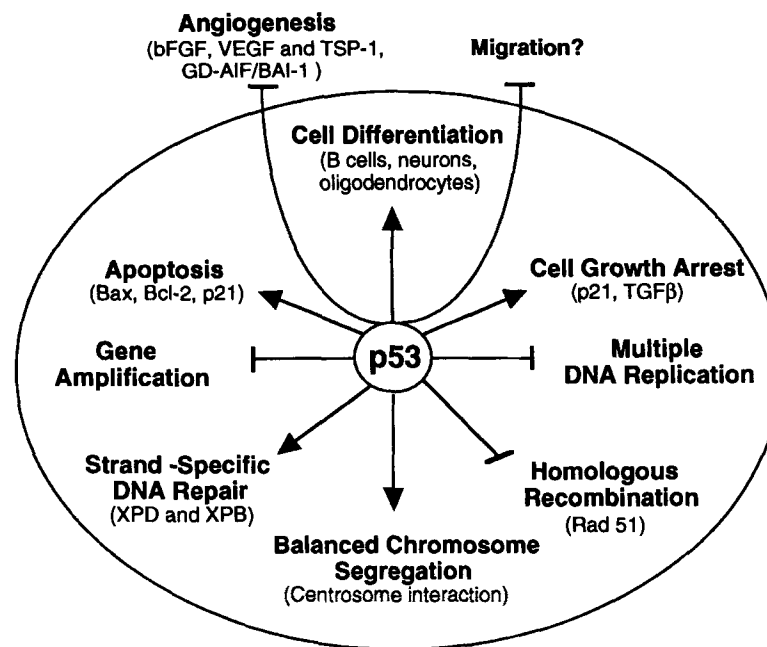 Angiogenesis
(bFGF, VEGF and TSP-1,
GD-AIF/BAI-1 )
Migration?
Cell Differentiation
(B cells, neurons,
oligodendrocytes)
Apoptosis
(Bax, Bcl-2, p21)
Cell Growth Arrest
(p21, TGFβ)
Gene
Amplification
p53
Multiple
DNA Replication
Strand -Specific
DNA Repair
(XPD and XPB)
Homologous
Recombination
(Rad 51)
Balanced Chromosome
Segregation
(Centrosome interaction)